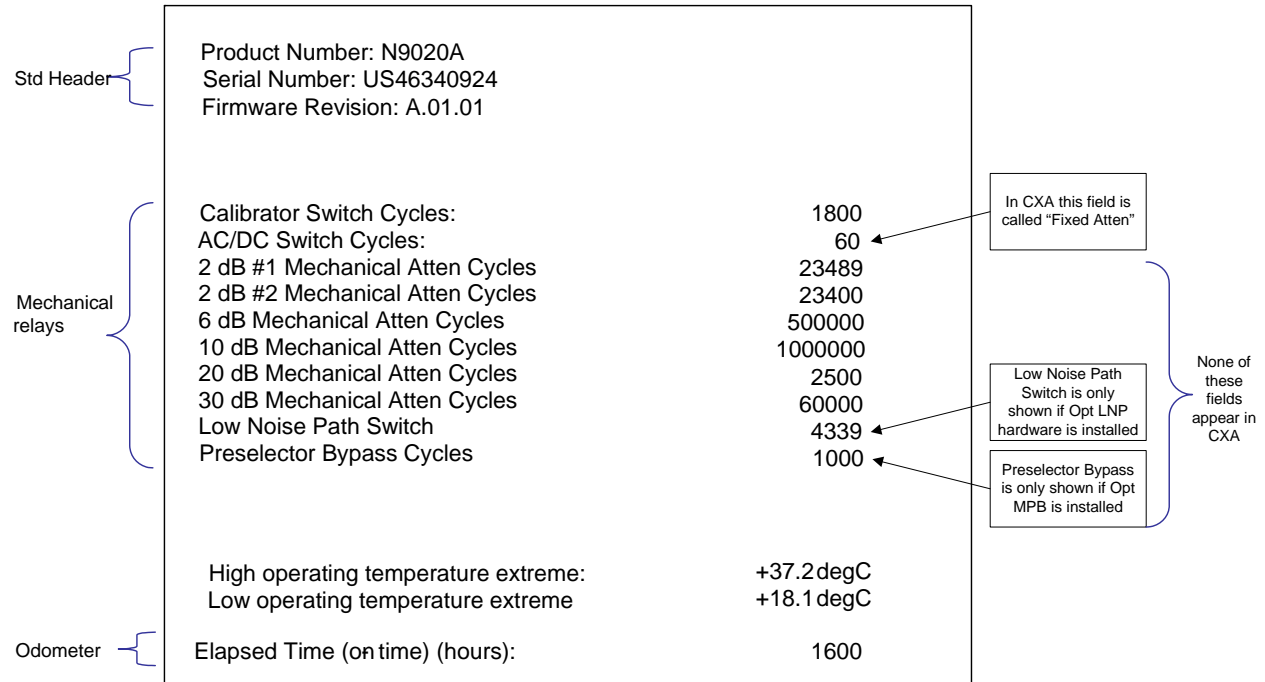 Std Header
Product Number: N9020A
Serial Number: US46340924
Firmware Revision: A.01.01
Mechanical
relays
Calibrator Switch Cycles: 1800
AC/DC Switch Cycles: 60
2 dB #1 Mechanical Atten Cycles 23489
2 dB #2 Mechanical Atten Cycles 23400
6 dB Mechanical Atten Cycles 500000
10 dB Mechanical Atten Cycles 1000000
20 dB Mechanical Atten Cycles 2500
30 dB Mechanical Atten Cycles 60000
Low Noise Path Switch 4339
Preselector Bypass Cycles 1000
In CXA this field is
called “Fixed Atten”
Low Noise Path
Switch is only
shown if Opt LNP
hardware is installed
Preselector Bypass
is only shown if Opt
MPB is installed
None of
these
fields
appear in
CXA
High operating temperature extreme: +37.2 degC
Low operating temperature extreme +18.1 degC
Odometer
Elapsed Time (on-time) (hours): 1600